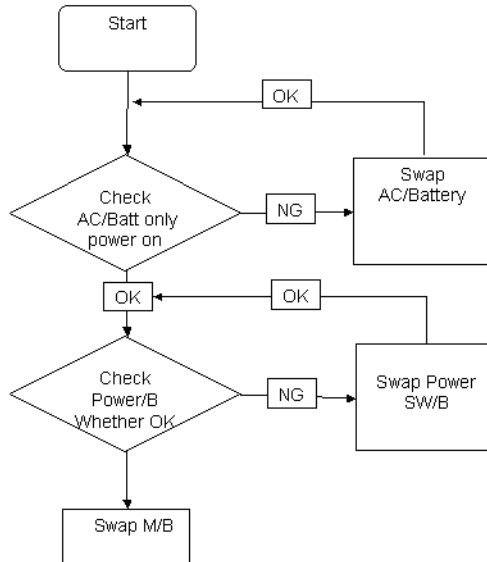 Start
OK
Check
AC/Batt only
power on
NG
Swap
AC/Battery
OK
OK
Check
Power/B
Whether OK
NG
Swap Power
SW/B
Swap M/B